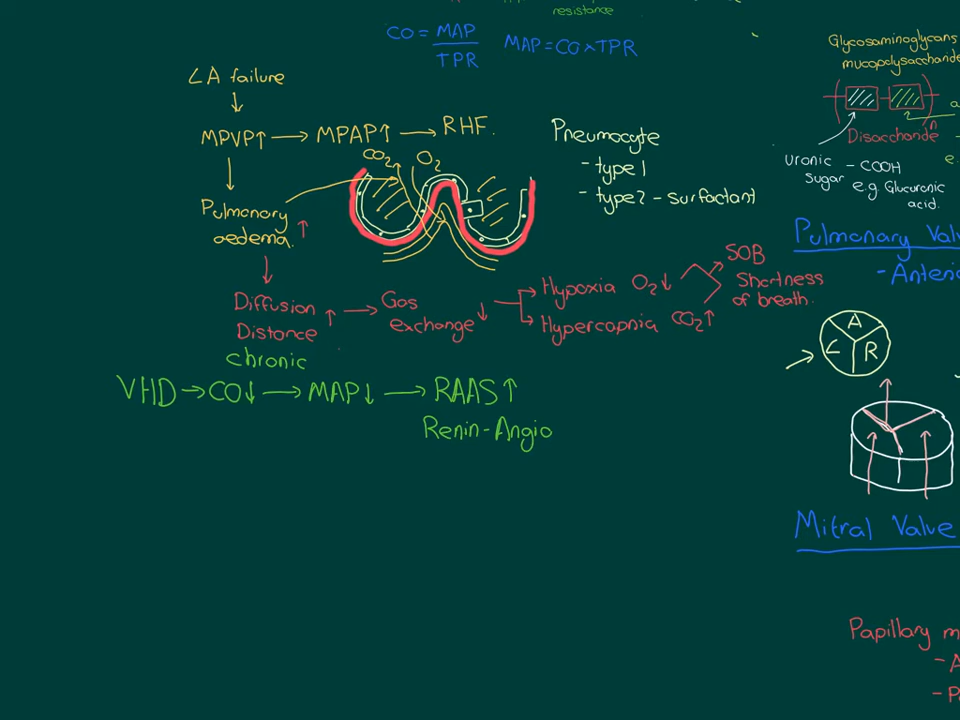 resistance
CO = MAP
TPR
MAP = CO x TPR
LA failure
MPVP↑ → MPAP↑ → RHF.
CO2 O2
Pulmonary
oedema. ↑
Pneumocyte
- type 1
- type 2 - surfactant
Diffusion ↑
Distance
→ Gas
exchange ↓
Hypoxia O2↓
Hypercapnia CO2↑
SOB
Shortness
of breath.
chronic
VHD → CO↓ → MAP↓ → RAAS↑
Renin-Angio
Glycosaminoglycans
mucopolysaccharide
n
Disaccharide
a
e.
Uronic
sugar
- COOH
e.g Glucuronic
acid.
Pulmonary Val
- Anterio
A
L R
Mitral Valve
Papillary m
- A
- P